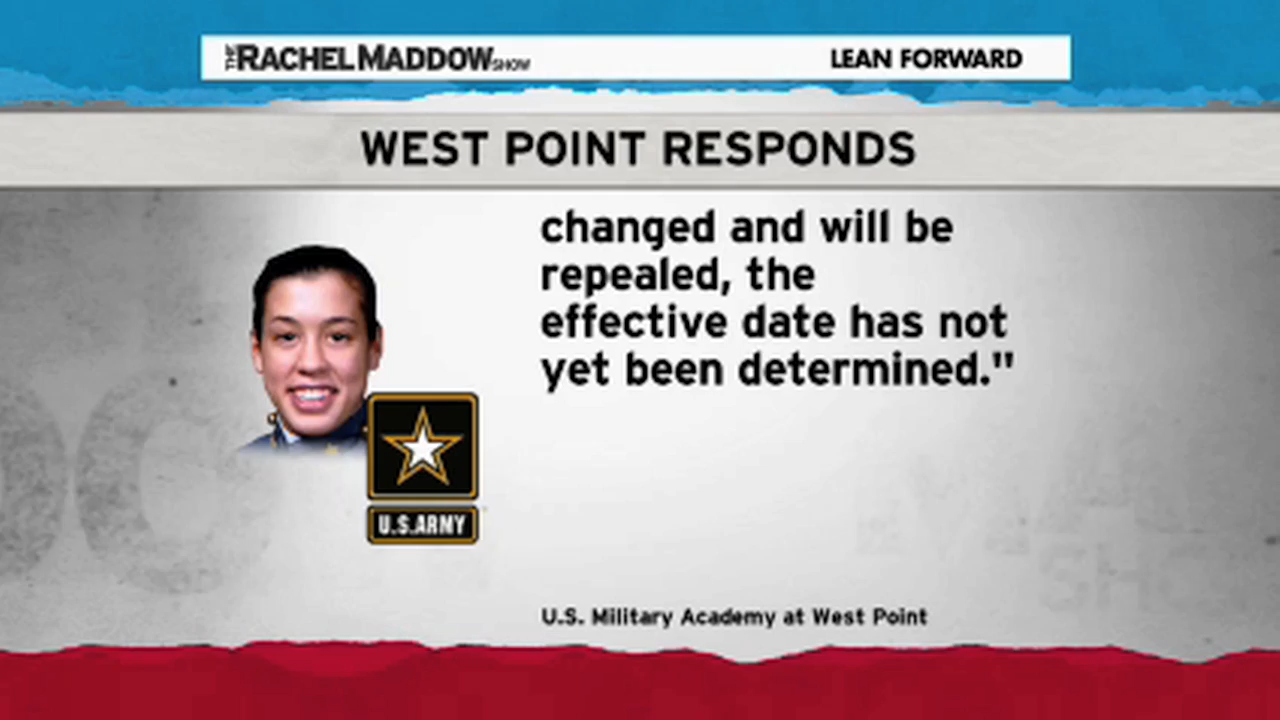 THE RACHEL MADDOW SHOW
LEAN FORWARD
WEST POINT RESPONDS
changed and will be
repealed, the
effective date has not
yet been determined."
U.S.ARMY
U.S. Military Academy at West Point